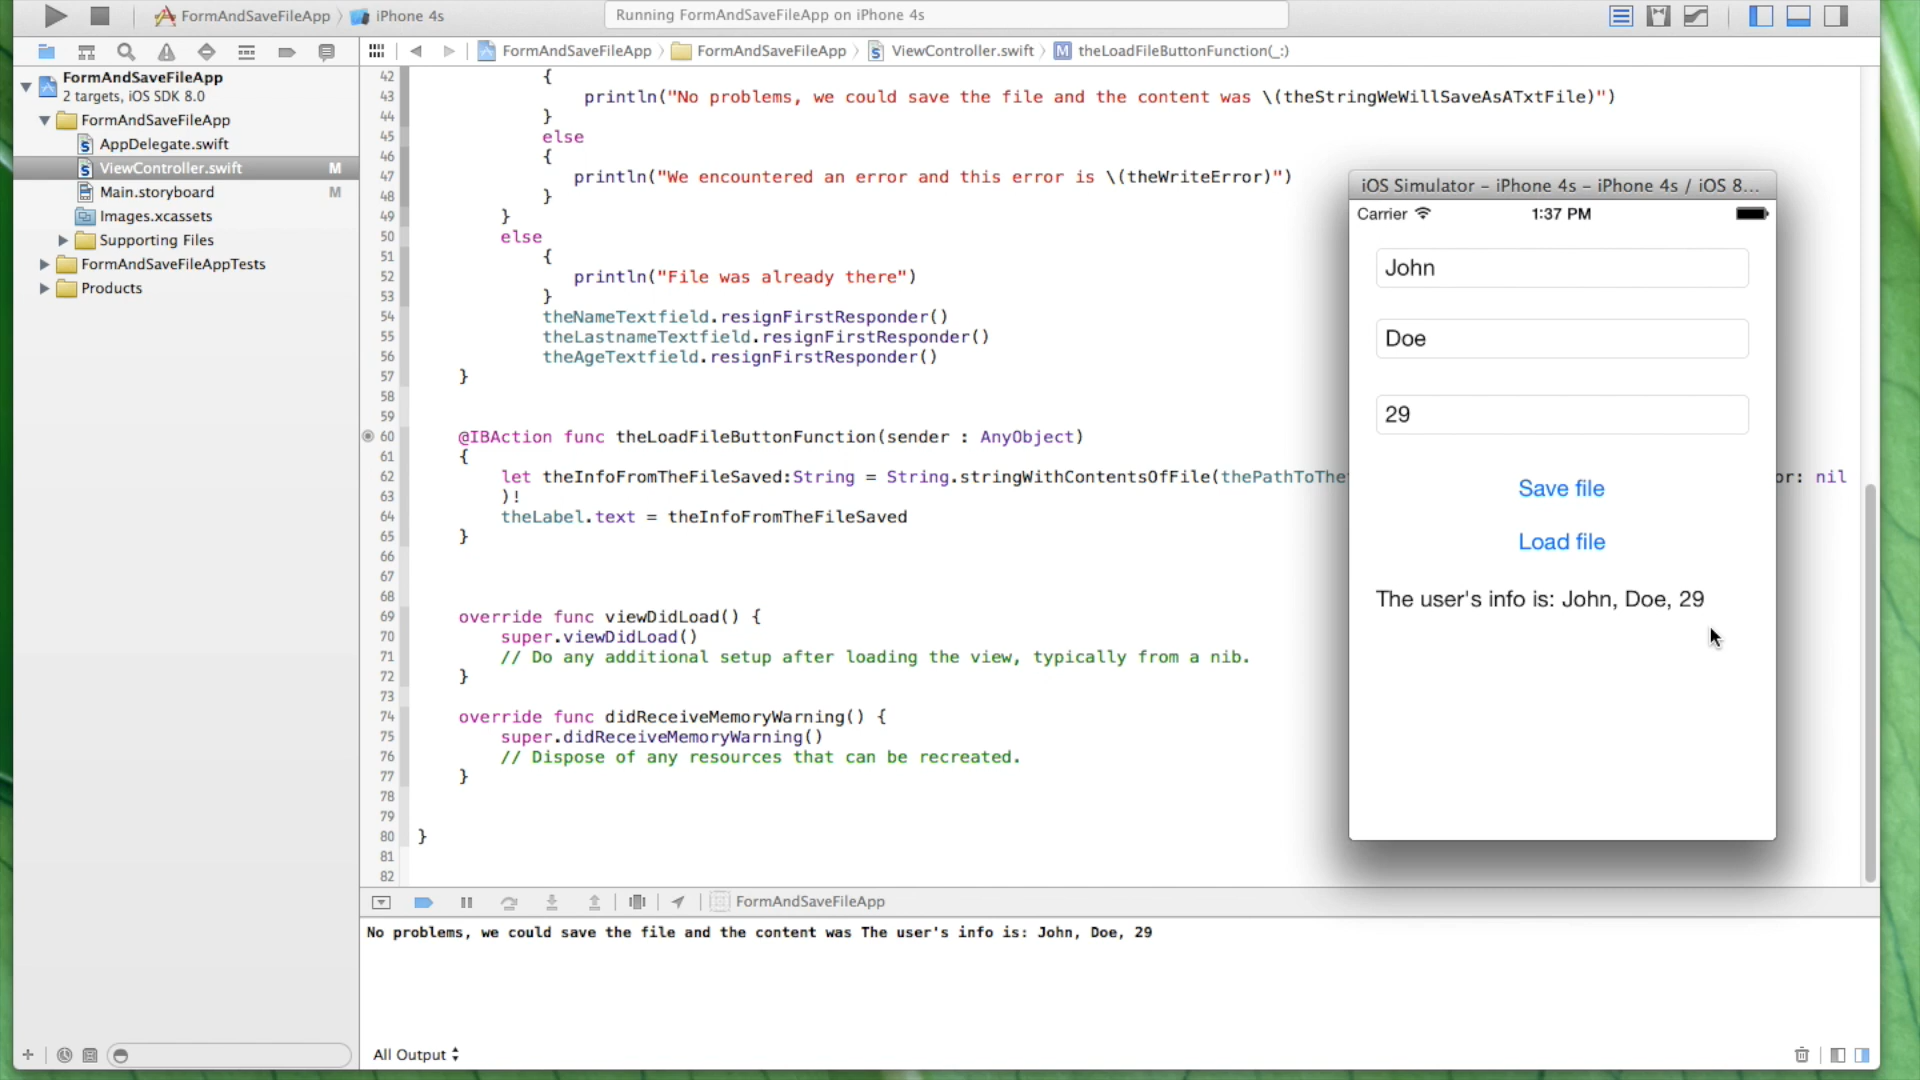 FormAndSaveFileApp
iPhone 4s
Running FormAndSaveFileApp on iPhone 4s
FormAndSaveFileApp
FormAndSaveFileApp
ViewController.swift
M
theLoadFileButtonFunction(_:)
FormAndSaveFileApp
2 targets, iOS SDK 8.0
FormAndSaveFileApp
AppDelegate.swift
ViewController.swift M
Main.storyboard M
Images.xcassets
Supporting Files
FormAndSaveFileAppTests
Products
42 {
43 println("No problems, we could save the file and the content was \(theStringWeWillSaveAsATxtFile)")
44 }
45 else
46 {
47 println("We encountered an error and this error is \(theWriteError)")
48 }
49 }
50 else
51 {
52 println("File was already there")
53 }
54 theNameTextfield.resignFirstResponder()
55 theLastnameTextfield.resignFirstResponder()
56 theAgeTextfield.resignFirstResponder()
57 }
58
59
60 @IBAction func theLoadFileButtonFunction(sender : AnyObject)
61 {
62 let theInfoFromTheFileSaved:String = String.stringWithContentsOfFile(thePathToThe or: nil
63 )!
64 theLabel.text = theInfoFromTheFileSaved
65 }
66
67
68
69 override func viewDidLoad() {
70 super.viewDidLoad()
71 // Do any additional setup after loading the view, typically from a nib.
72 }
73
74 override func didReceiveMemoryWarning() {
75 super.didReceiveMemoryWarning()
76 // Dispose of any resources that can be recreated.
77 }
78
79
80 }
81
82
iOS Simulator - iPhone 4s - iPhone 4s / iOS 8...
Carrier 1:37 PM
John
Doe
29
Save file
Load file
The user's info is: John, Doe, 29
FormAndSaveFileApp
No problems, we could save the file and the content was The user's info is: John, Doe, 29
All Output